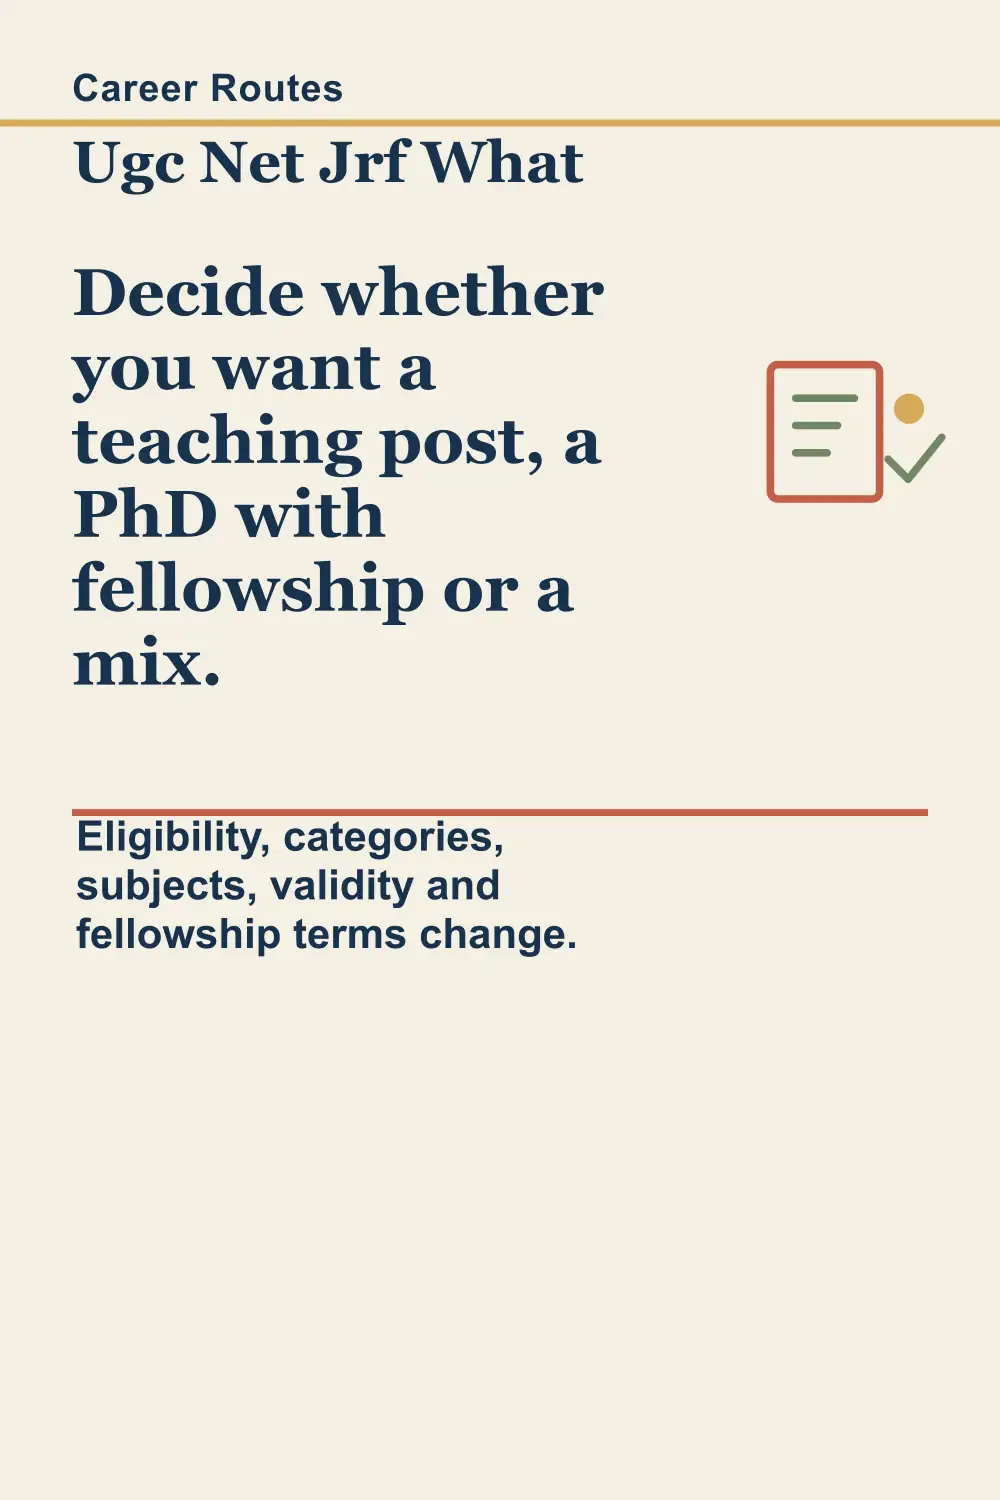 Career Routes
Ugc Net Jrf What
Decide whether
you want a
teaching post, a
PhD with
fellowship or a
mix.
Eligibility, categories,
subjects, validity and
fellowship terms change.